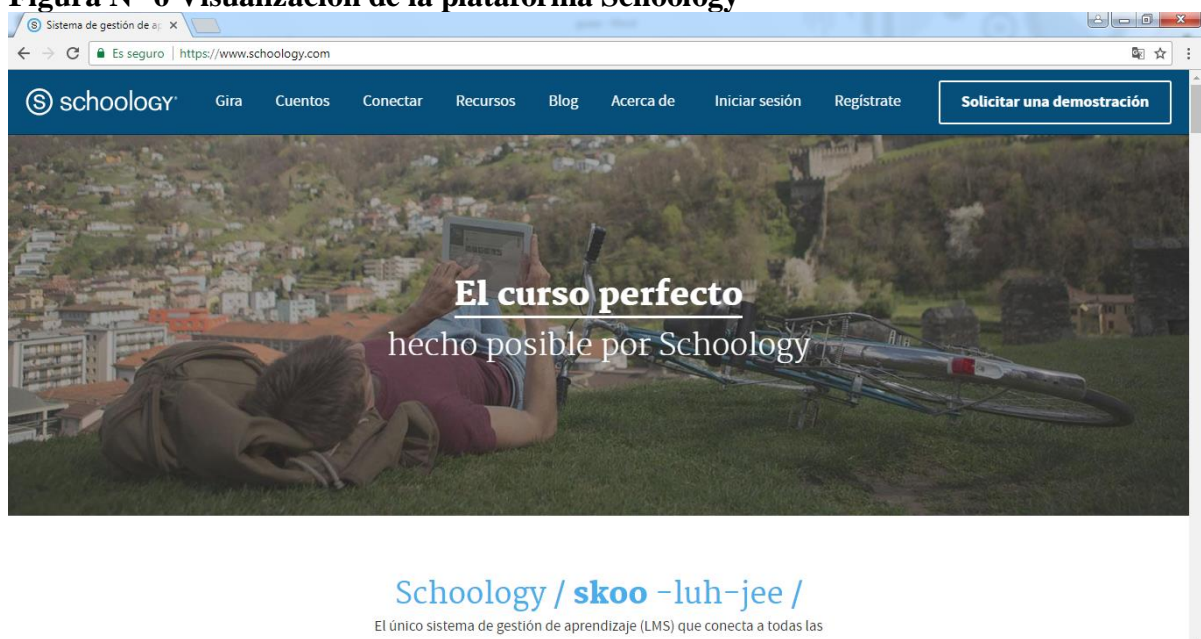 Figura N° 6 Visualización de la plataforma Schoology
Sistema de gestión de ap
Es seguro | https://www.schoology.com
schoology
Gira Cuentos Conectar Recursos Blog Acerca de Iniciar sesión Regístrate Solicitar una demostración
El curso perfecto
hecho posible por Schoology
Schoology / skoo -luh-jee /
El único sistema de gestión de aprendizaje (LMS) que conecta a todas las